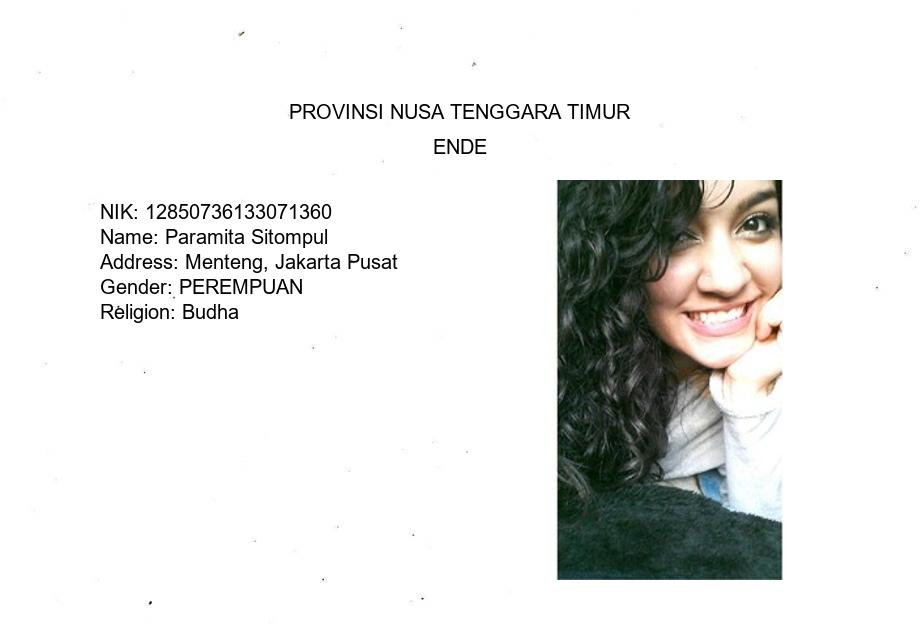 PROVINSI NUSA TENGGARA TIMUR
ENDE
NIK: 12850736133071360
Name: Paramita Sitompul
Address: Menteng, Jakarta Pusat
Gender: PEREMPUAN
Religion: Budha